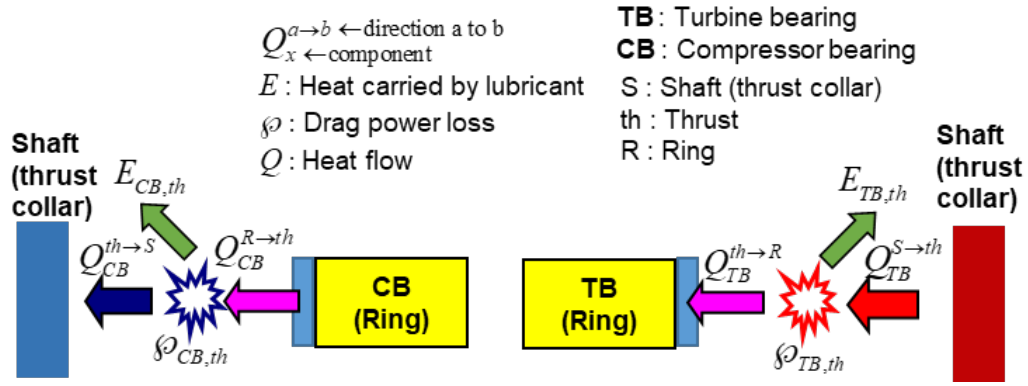 Q_x^{a→b} ←direction a to b
←component
E : Heat carried by lubricant
℘ : Drag power loss
Q : Heat flow
TB : Turbine bearing
CB : Compressor bearing
S : Shaft (thrust collar)
th : Thrust
R : Ring
Shaft
(thrust
collar)
E_{CB,th}
Q_{CB}^{th→S}
Q_{CB}^{R→th}
℘_{CB,th}
CB
(Ring)
TB
(Ring)
Q_{TB}^{th→R}
E_{TB,th}
Q_{TB}^{S→th}
℘_{TB,th}
Shaft
(thrust
collar)